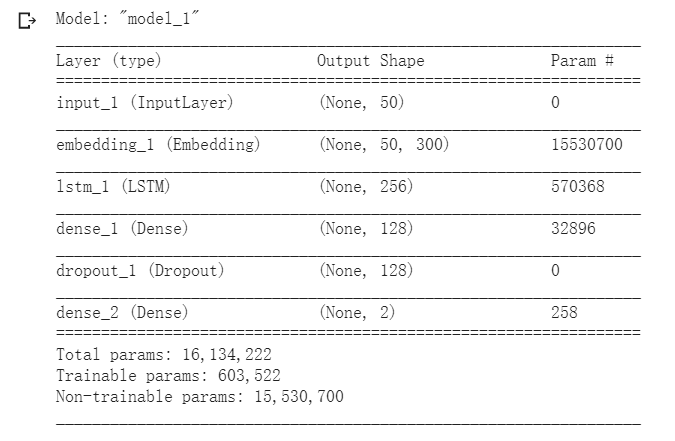 Model: "model_1"
Layer (type) Output Shape Param #
input_1 (InputLayer) (None, 50) 0
embedding_1 (Embedding) (None, 50, 300) 15530700
lstm_1 (LSTM) (None, 256) 570368
dense_1 (Dense) (None, 128) 32896
dropout_1 (Dropout) (None, 128) 0
dense_2 (Dense) (None, 2) 258
Total params: 16,134,222
Trainable params: 603,522
Non-trainable params: 15,530,700